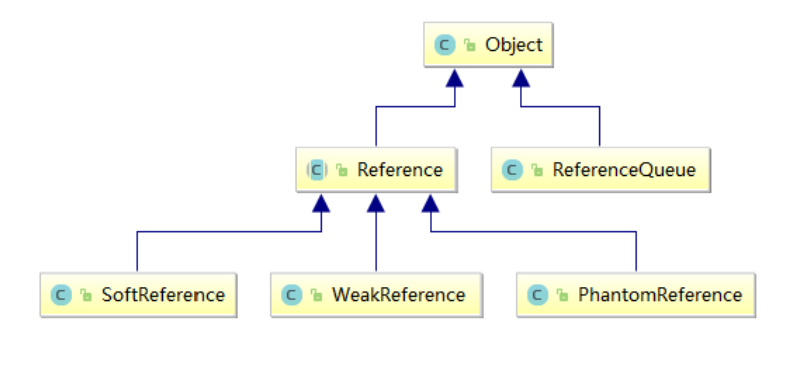 C Object
C Reference
C ReferenceQueue
C SoftReference
C WeakReference
C PhantomReference